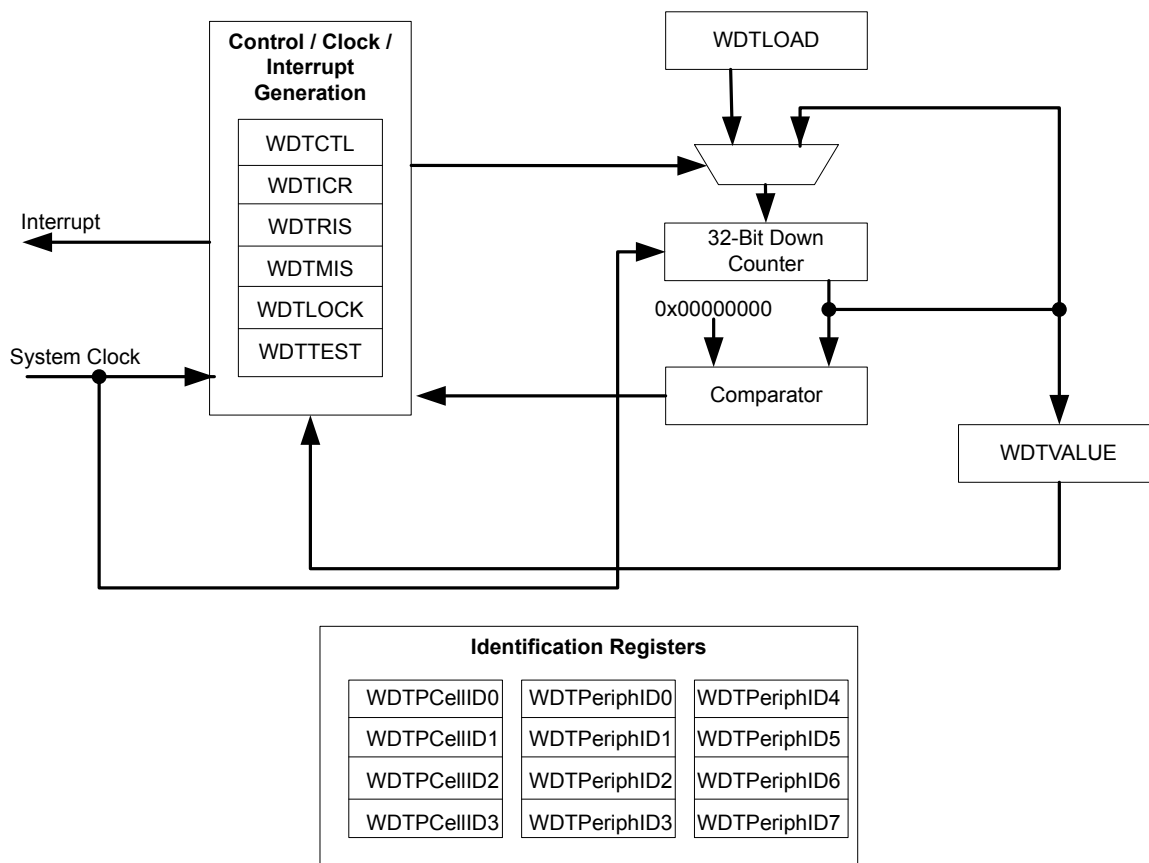 Control / Clock /
Interrupt
Generation
WDTCTL
WDTICR
WDTRIS
WDTMIS
WDTLOCK
WDTTEST
Interrupt
System Clock
WDTLOAD
32-Bit Down
Counter
0x00000000
Comparator
WDTVALUE
Identification Registers
WDTPCellID0
WDTPeriphID0
WDTPeriphID4
WDTPCellID1
WDTPeriphID1
WDTPeriphID5
WDTPCellID2
WDTPeriphID2
WDTPeriphID6
WDTPCellID3
WDTPeriphID3
WDTPeriphID7